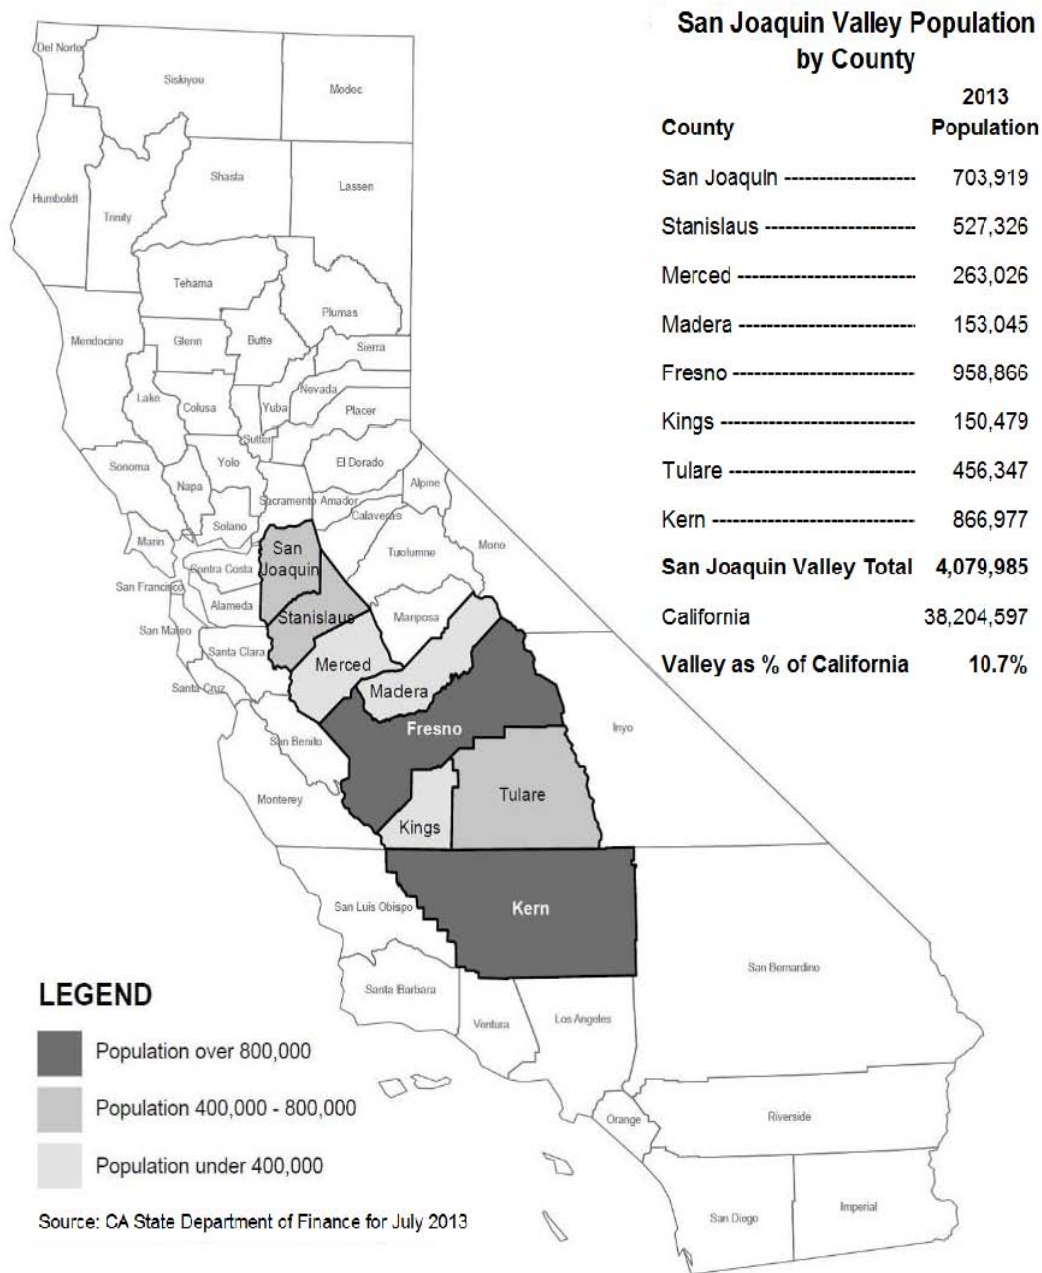 San Joaquin Valley Population
by County
2013
County Population
San Joaquin ------------------- 703,919
Stanislaus ---------------------- 527,326
Merced -------------------------- 263,026
Madera -------------------------- 153,045
Fresno --------------------------- 958,866
Kings ---------------------------- 150,479
Tulare --------------------------- 456,347
Kern ----------------------------- 866,977
San Joaquin Valley Total 4,079,985
California 38,204,597
Valley as % of California 10.7%
Del Norte
Siskiyou
Modoc
Humboldt
Trinity
Shasta
Lassen
Tehama
Plumas
Mendocino
Glenn
Butte
Sierra
Lake
Colusa
Yuba
Nevada
Placer
Sutter
Sonoma
Napa
Yolo
El Dorado
Alpine
Sacramento
Amador
Calaveras
Solano
Marin
San
Joaquin
Tuolumne
Mono
Contra Costa
San Francisco
Alameda
Stanislaus
Mariposa
San Mateo
Santa Clara
Merced
Madera
Santa Cruz
Fresno
San Benito
Inyo
Monterey
Tulare
Kings
San Luis Obispo
Kern
San Bernardino
Santa Barbara
Ventura
Los Angeles
Orange
Riverside
San Diego
Imperial
LEGEND
Population over 800,000
Population 400,000 - 800,000
Population under 400,000
Source: CA State Department of Finance for July 2013